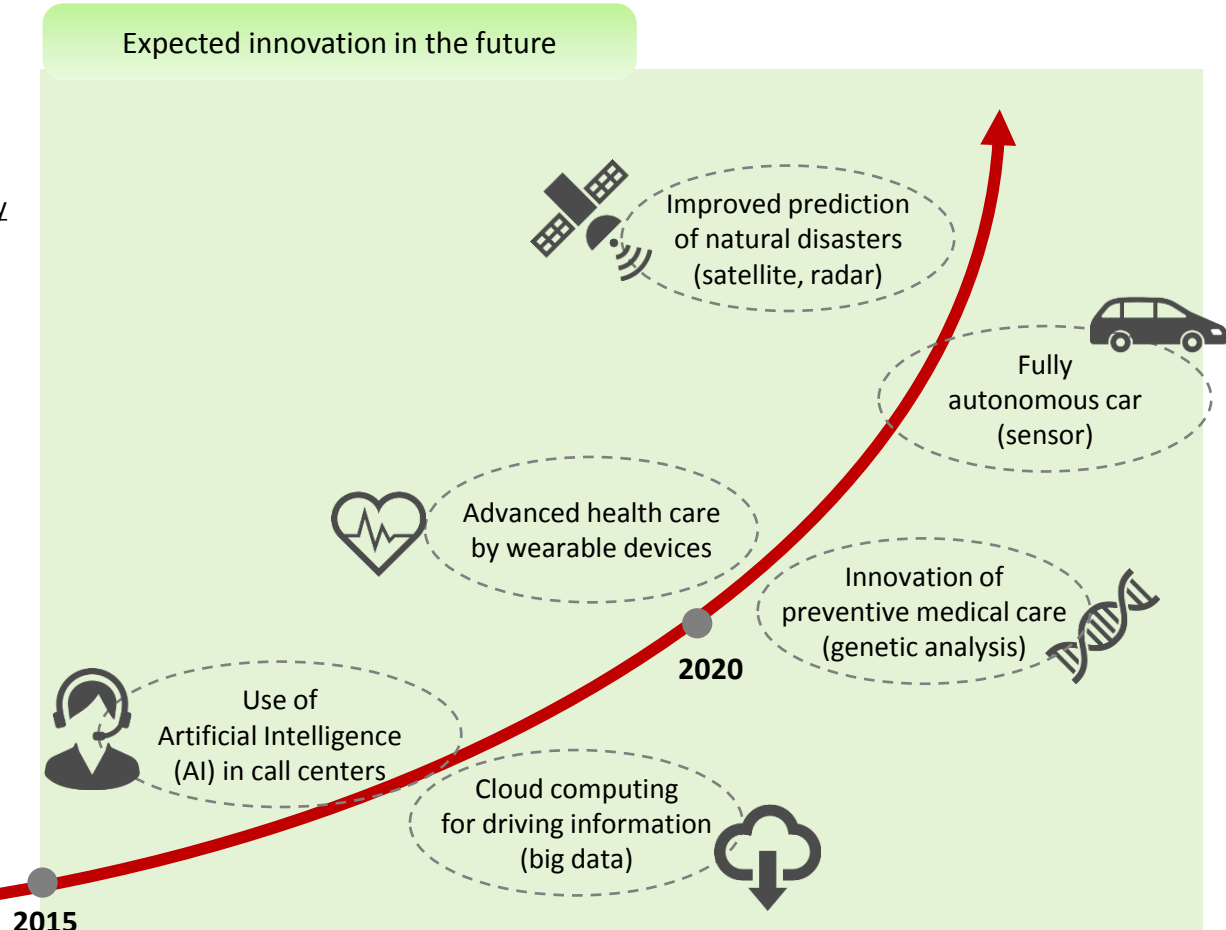 Expected innovation in the future
Improved prediction
of natural disasters
(satellite, radar)
Fully
autonomous car
(sensor)
Advanced health care
by wearable devices
Innovation of
preventive medical care
(genetic analysis)
2020
Use of
Artificial Intelligence
(AI) in call centers
Cloud computing
for driving information
(big data)
2015